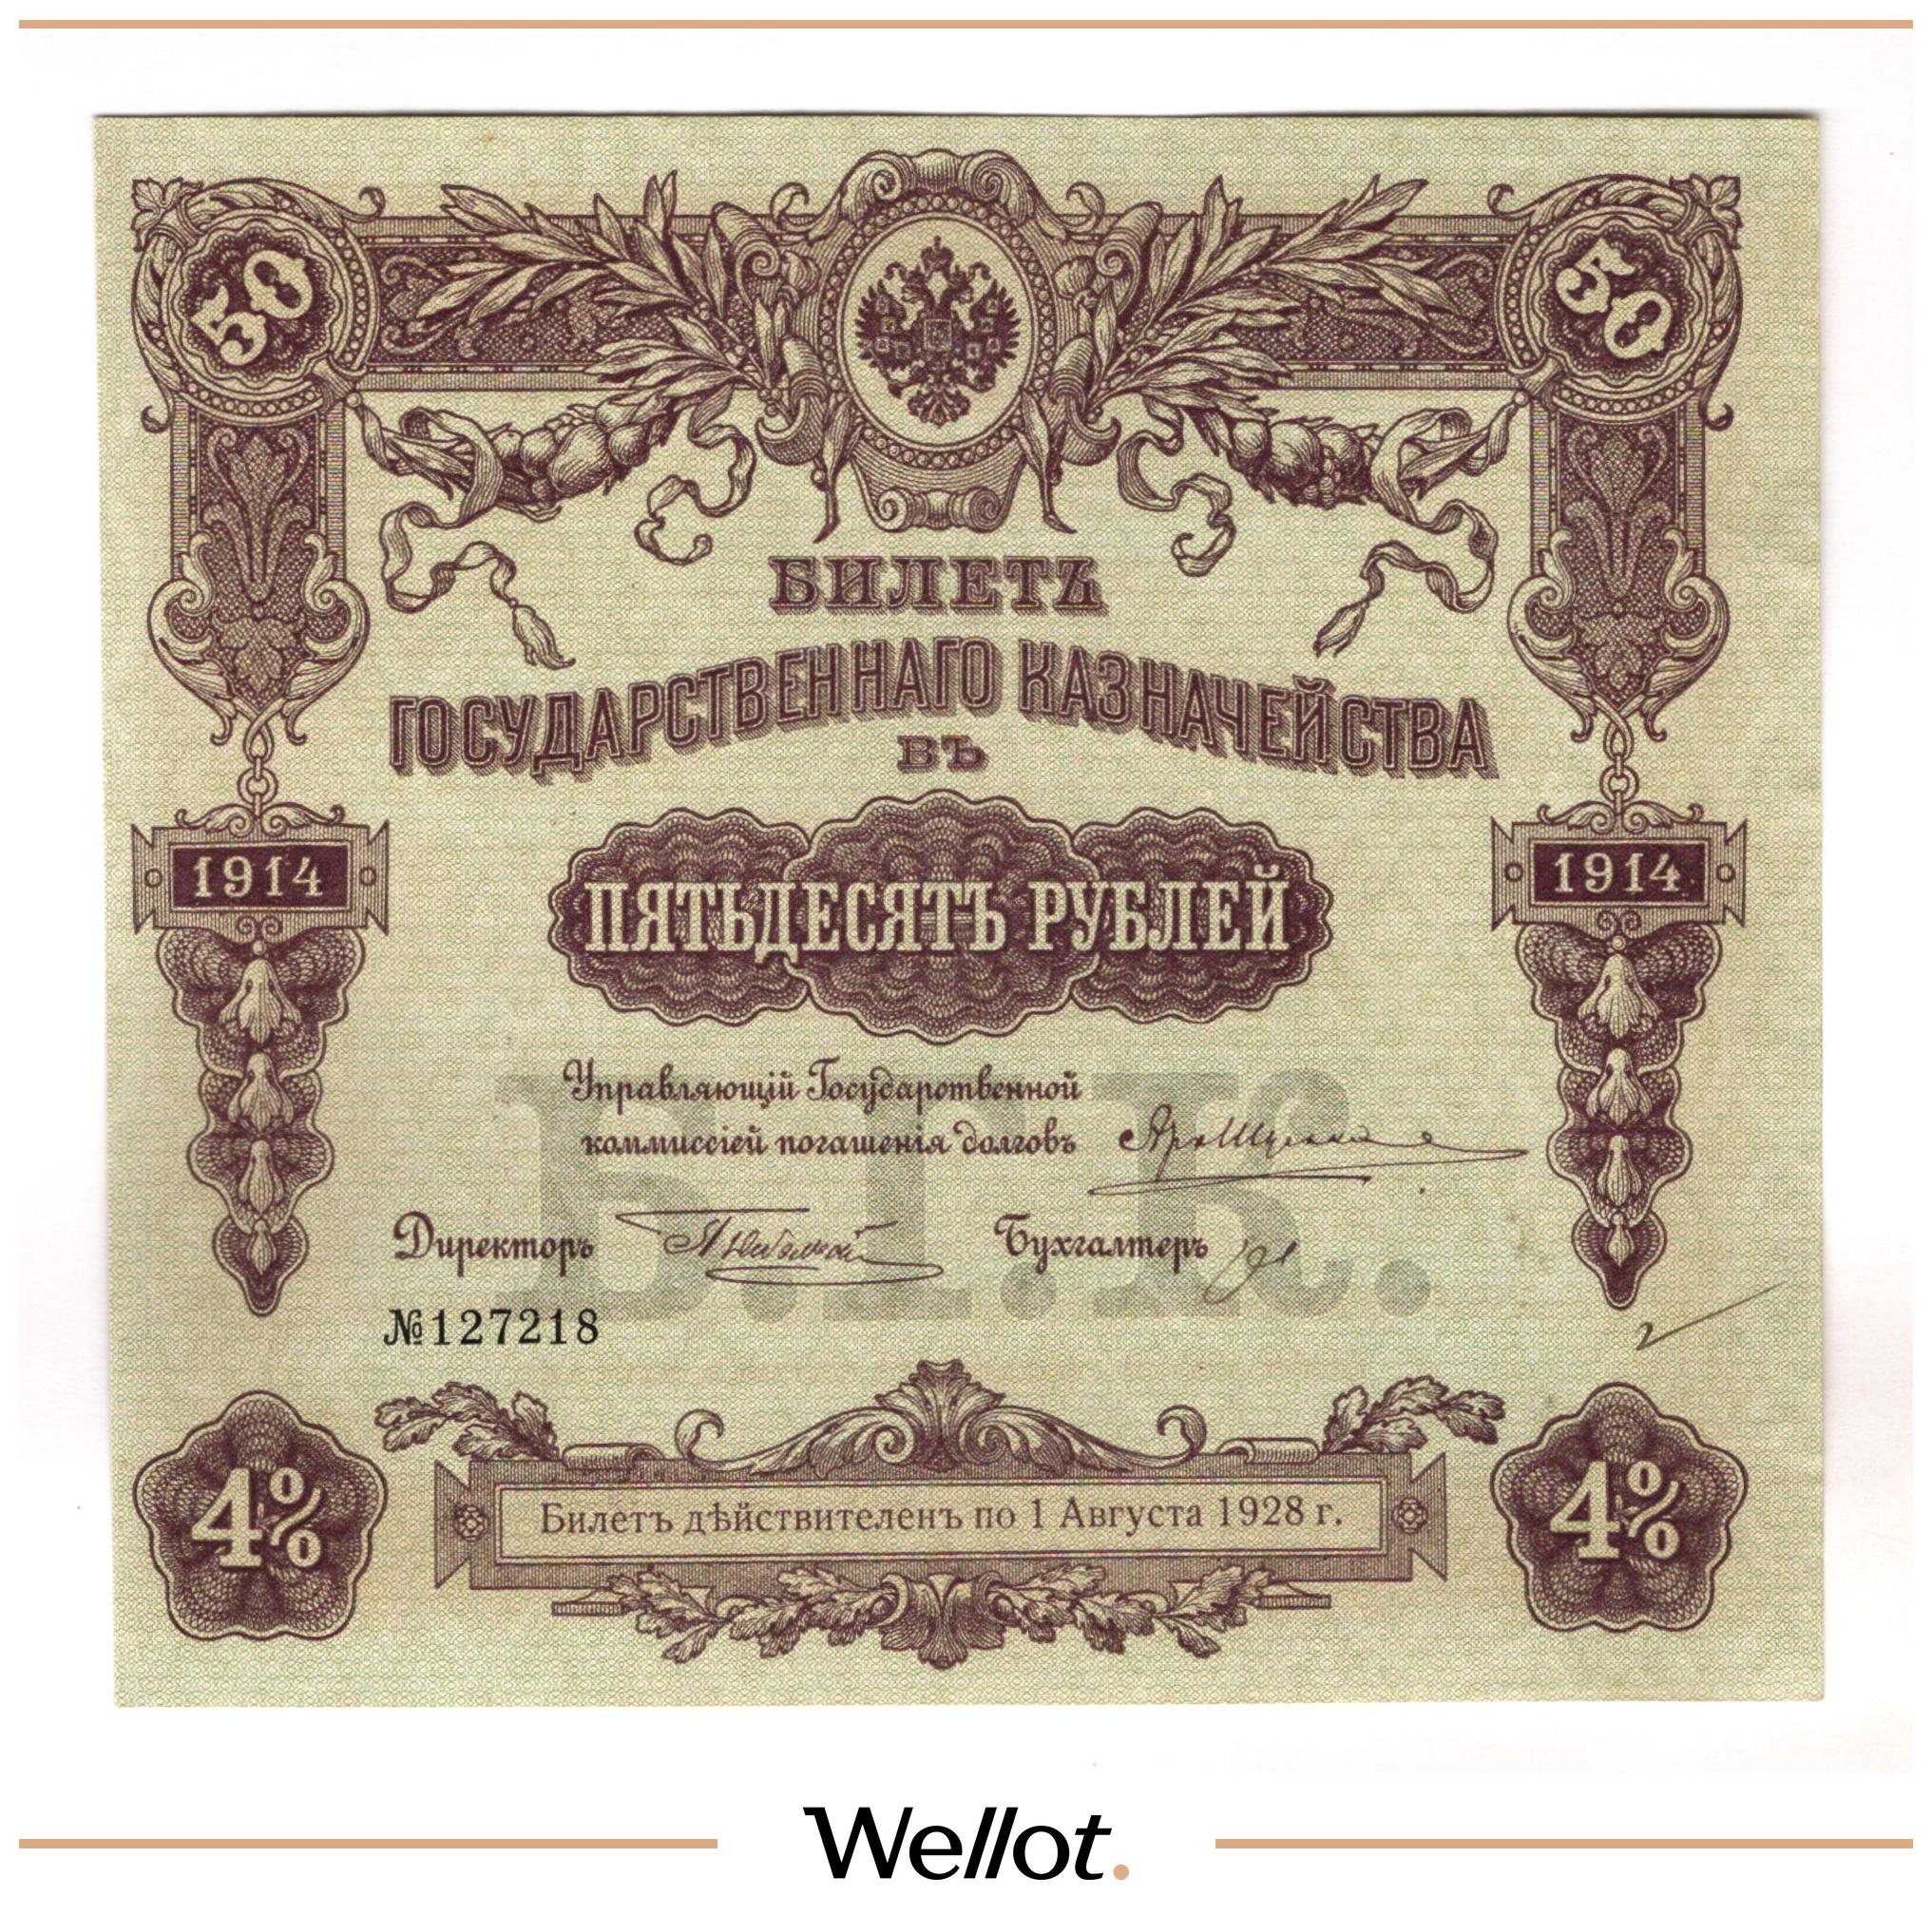 50 50
БИЛЕТЪ
ГОСУДАРСТВЕННАГО КАЗНАЧЕЙСТВА
ВЪ
1914 1914
ПЯТЬДЕСЯТЪ РУБЛЕЙ
Управляющій Государственной
коммиссіей погашенія долговъ
Б.Г.К.
Директоръ Бухгалтеръ
№127218
4% 4%
Билетъ дѣйствителенъ по 1 Августа 1928 г.
Wellot.